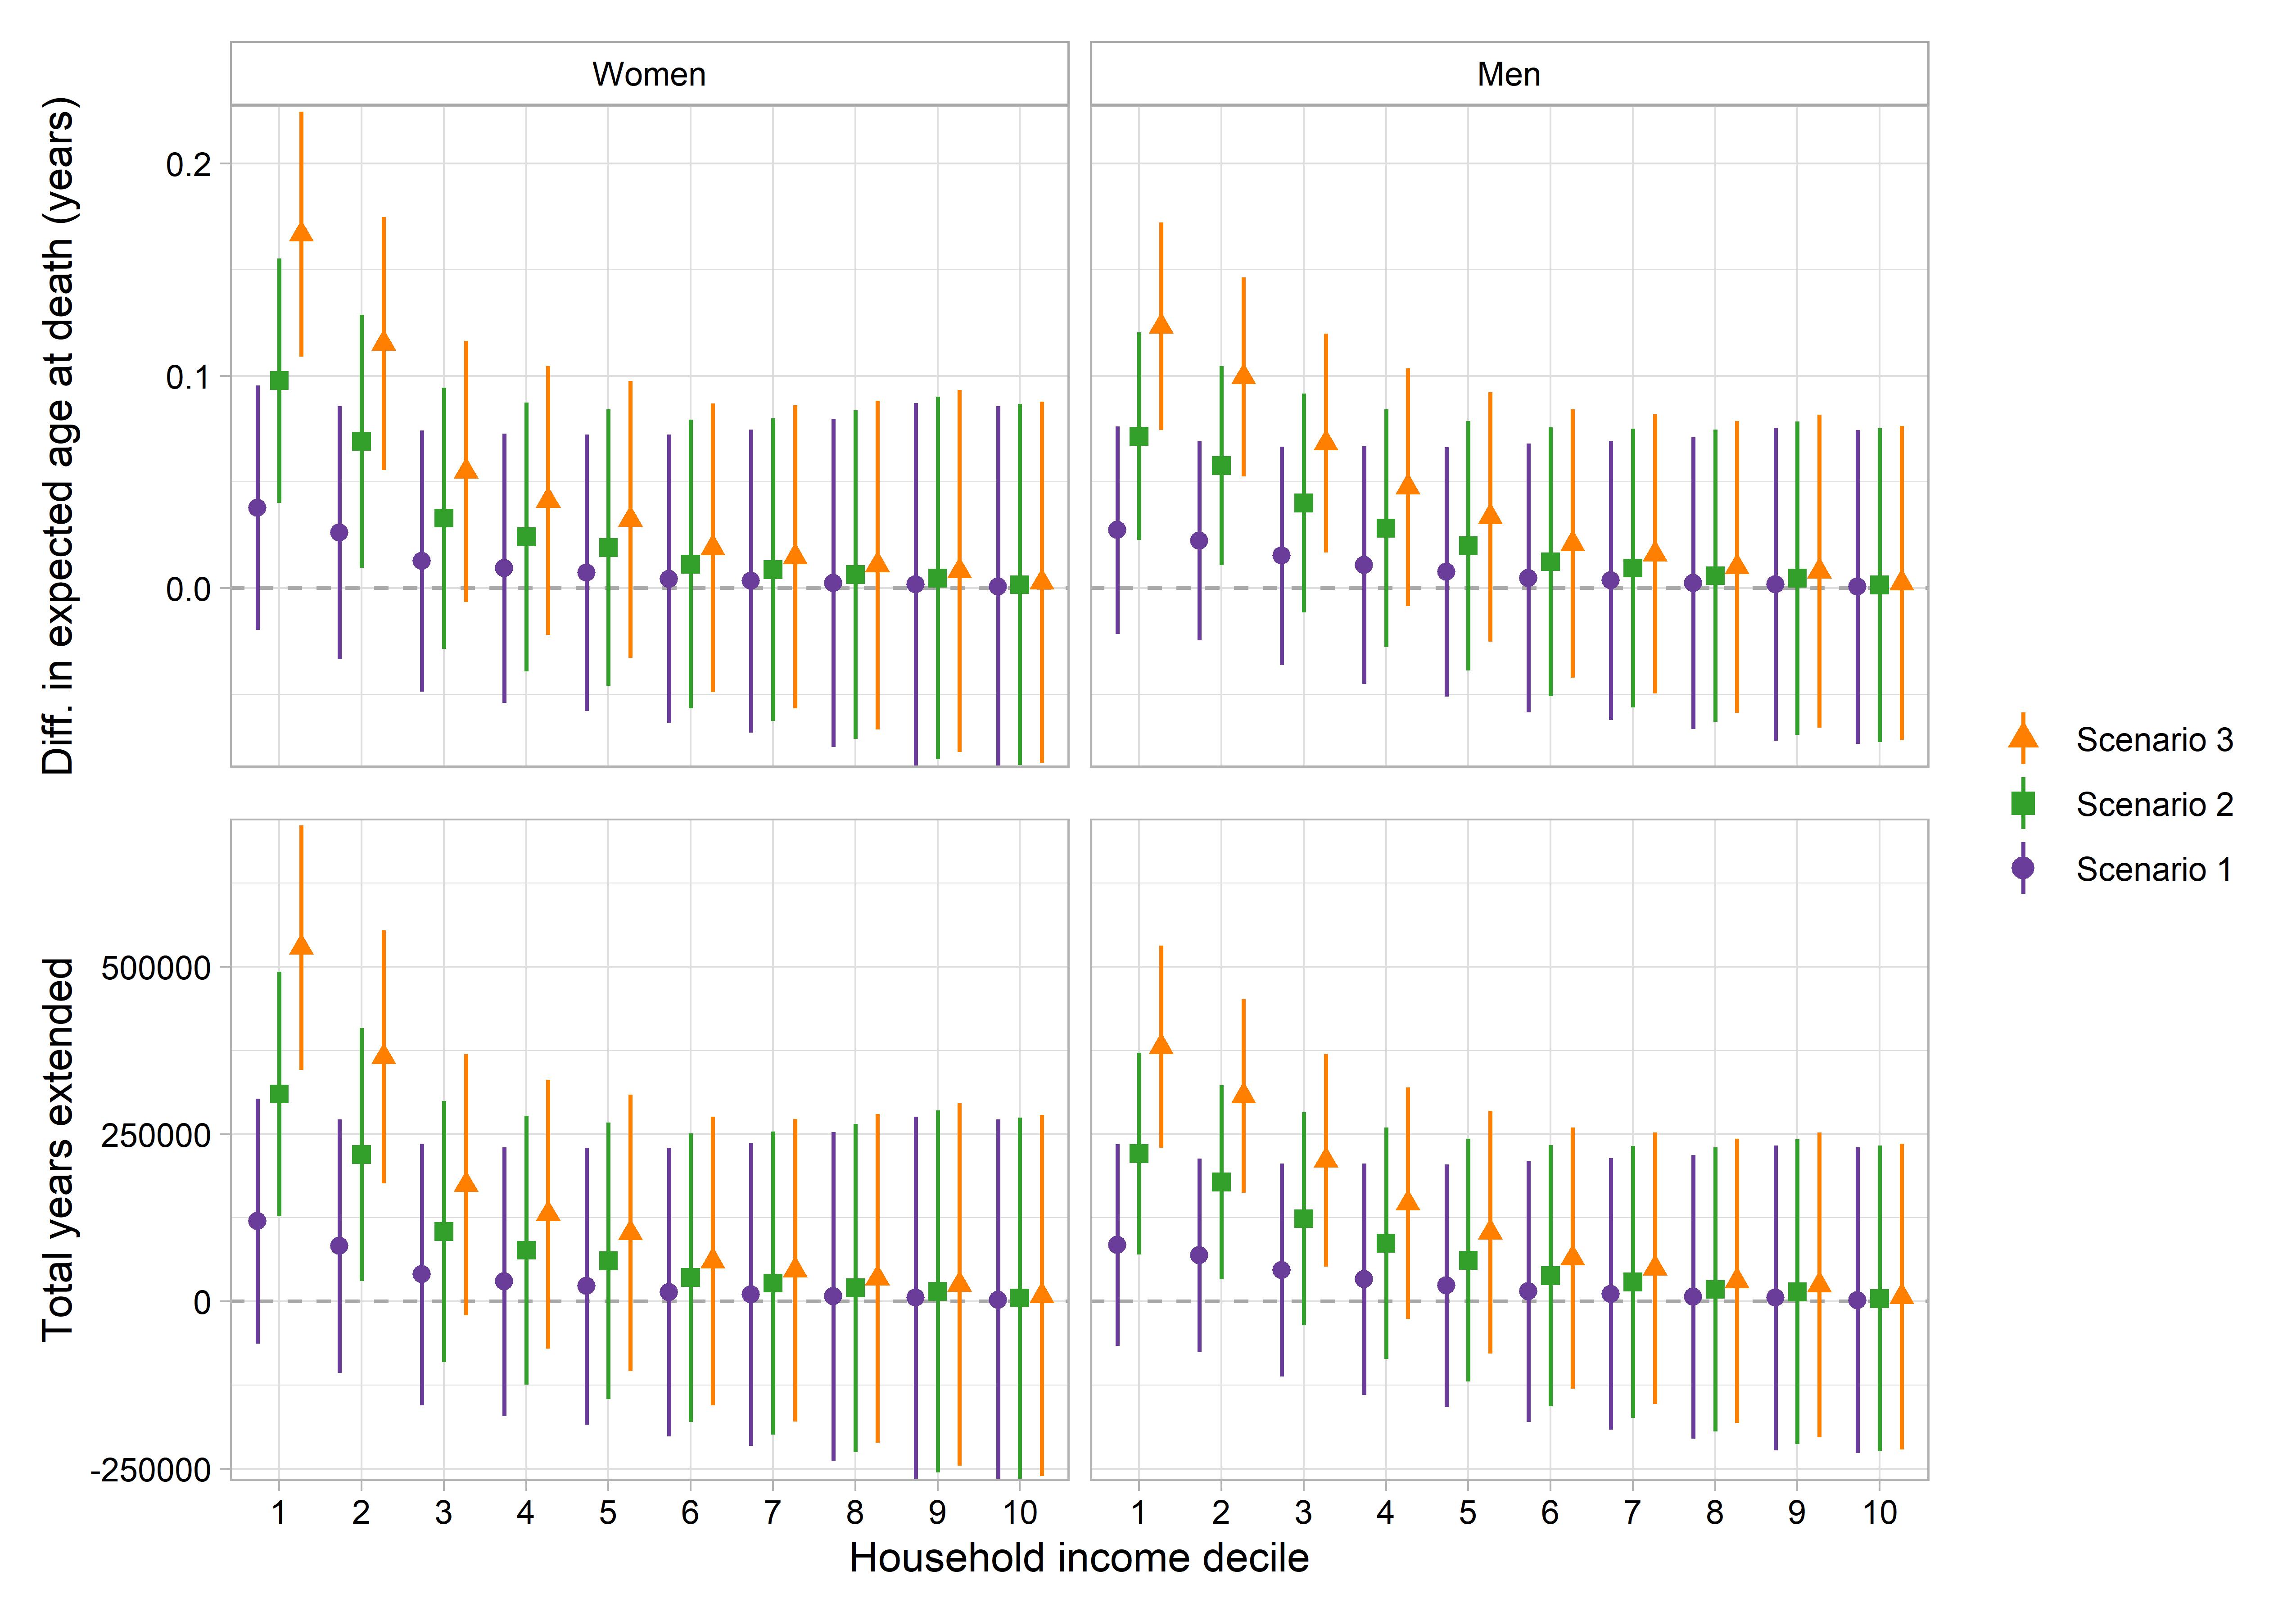 Women
Men
Diff. in expected age at death (years)
0.2
0.1
0.0
Total years extended
500000
250000
0
-250000
1 2 3 4 5 6 7 8 9 10
1 2 3 4 5 6 7 8 9 10
Household income decile
Scenario 3
Scenario 2
Scenario 1